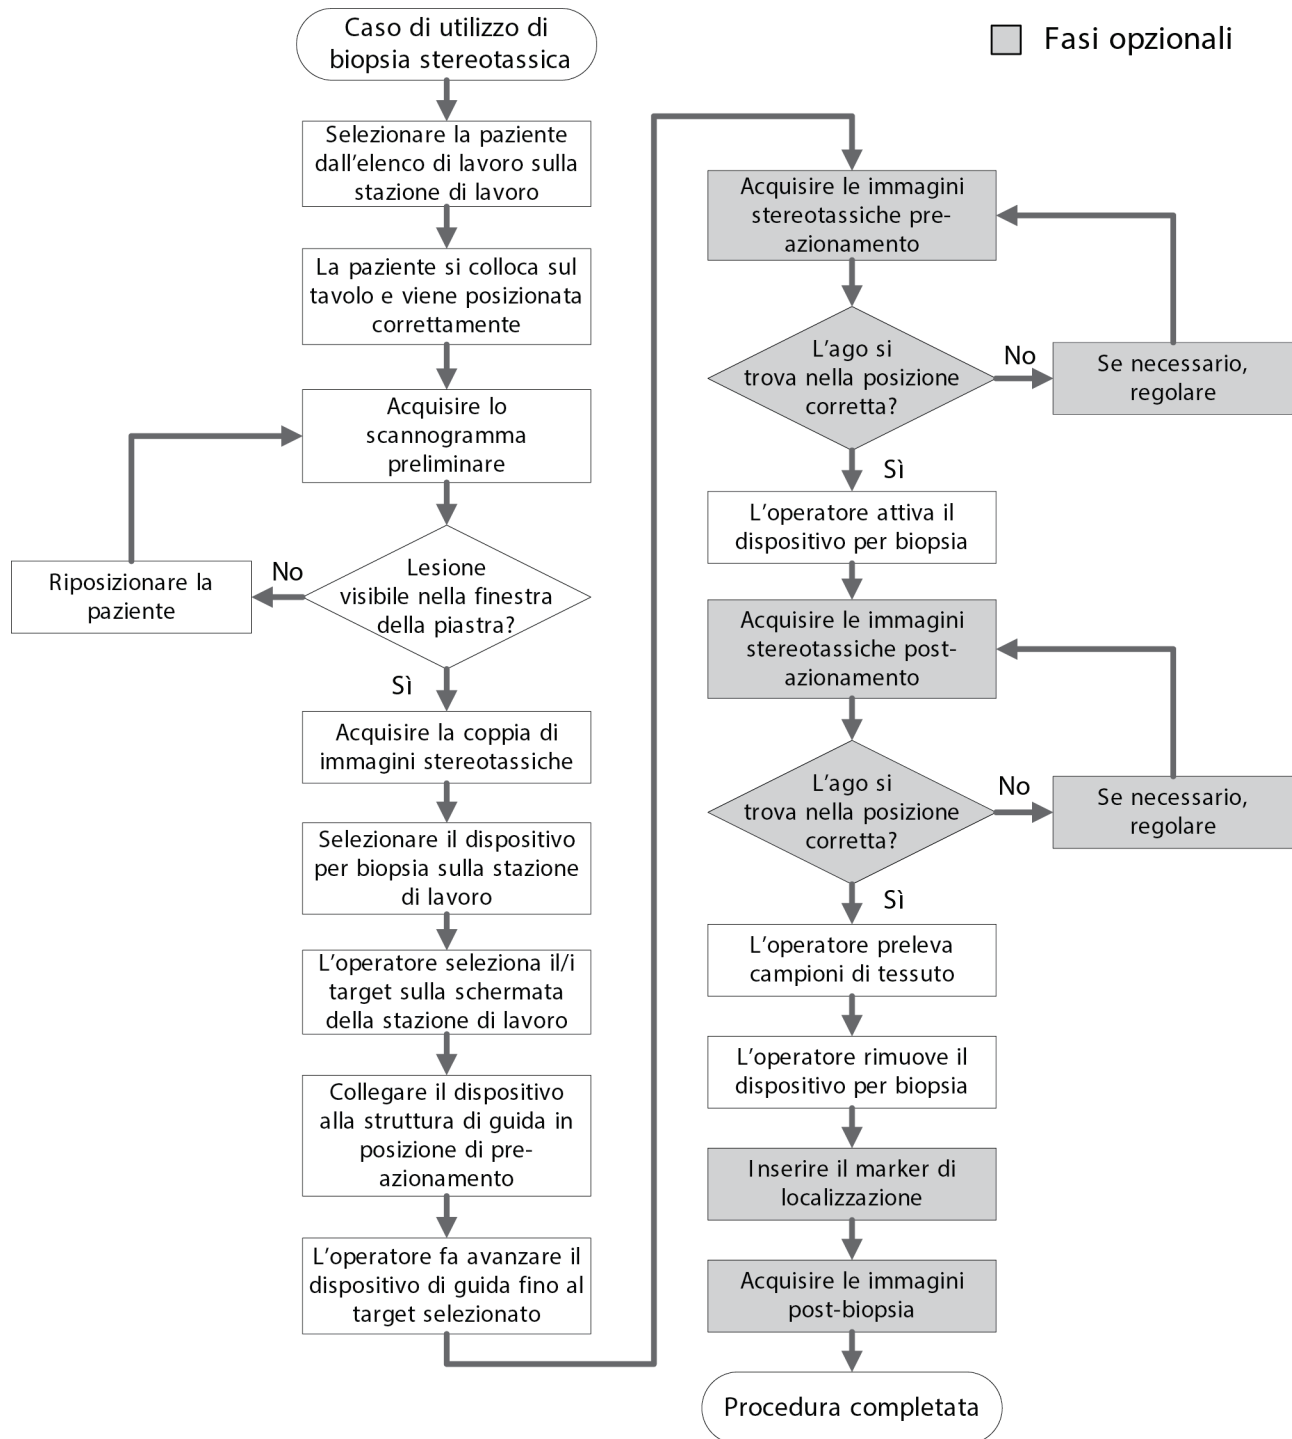 Caso di utilizzo di
biopsia stereotassica
Fasi opzionali
Selezionare la paziente
dall'elenco di lavoro sulla
stazione di lavoro
La paziente si colloca sul
tavolo e viene posizionata
correttamente
Acquisire lo
scannogramma
preliminare
Lesione
visibile nella finestra
della piastra?
No
Riposizionare la
paziente
Sì
Acquisire la coppia di
immagini stereotassiche
Selezionare il dispositivo
per biopsia sulla stazione
di lavoro
L'operatore seleziona il/i
target sulla schermata
della stazione di lavoro
Collegare il dispositivo
alla struttura di guida in
posizione di pre-
azionamento
L'operatore fa avanzare il
dispositivo di guida fino al
target selezionato
Acquisire le immagini
stereotassiche pre-
azionamento
L'ago si
trova nella posizione
corretta?
No
Se necessario,
regolare
Sì
L'operatore attiva il
dispositivo per biopsia
Acquisire le immagini
stereotassiche post-
azionamento
L'ago si
trova nella posizione
corretta?
No
Se necessario,
regolare
Sì
L'operatore preleva
campioni di tessuto
L'operatore rimuove il
dispositivo per biopsia
Inserire il marker di
localizzazione
Acquisire le immagini
post-biopsia
Procedura completata